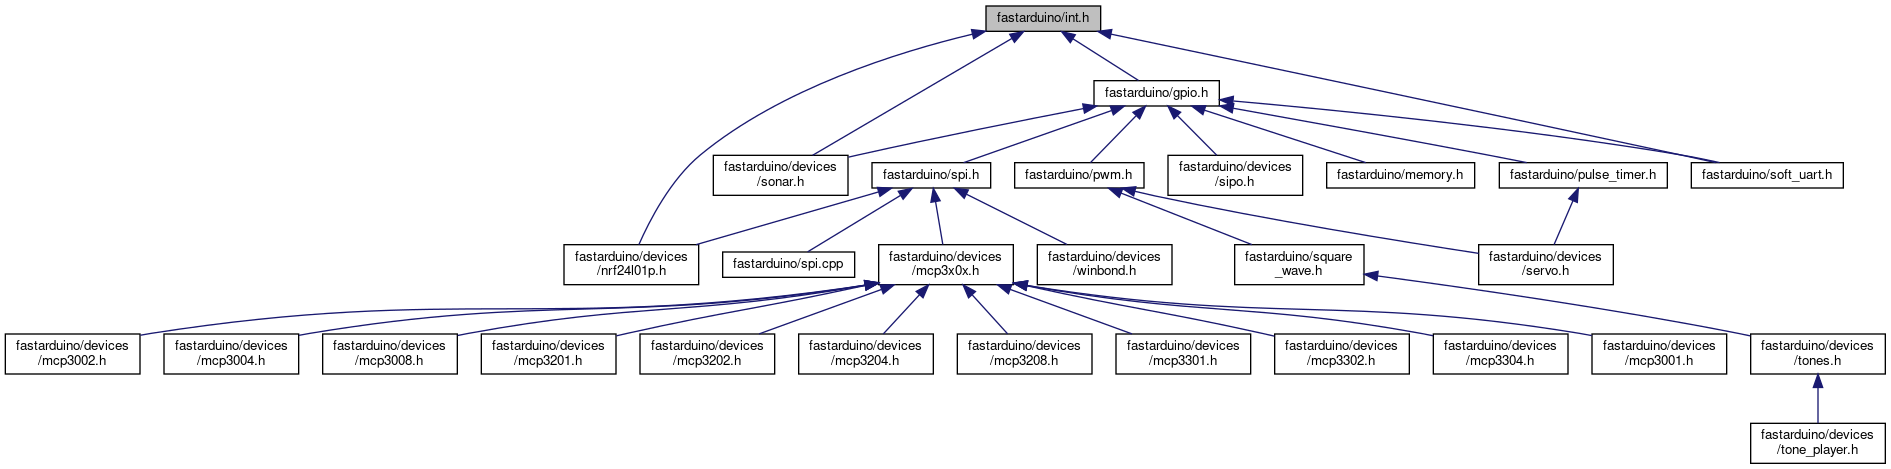 fastarduino/int.h
fastarduino/gpio.h
fastarduino/devices
/sonar.h
fastarduino/spi.h
fastarduino/pwm.h
fastarduino/devices
/sipo.h
fastarduino/memory.h
fastarduino/pulse_timer.h
fastarduino/soft_uart.h
fastarduino/devices
/nrf24l01p.h
fastarduino/spi.cpp
fastarduino/devices
/mcp3x0x.h
fastarduino/devices
/winbond.h
fastarduino/square
_wave.h
fastarduino/devices
/servo.h
fastarduino/devices
/mcp3002.h
fastarduino/devices
/mcp3004.h
fastarduino/devices
/mcp3008.h
fastarduino/devices
/mcp3201.h
fastarduino/devices
/mcp3202.h
fastarduino/devices
/mcp3204.h
fastarduino/devices
/mcp3208.h
fastarduino/devices
/mcp3301.h
fastarduino/devices
/mcp3302.h
fastarduino/devices
/mcp3304.h
fastarduino/devices
/mcp3001.h
fastarduino/devices
/tones.h
fastarduino/devices
/tone_player.h